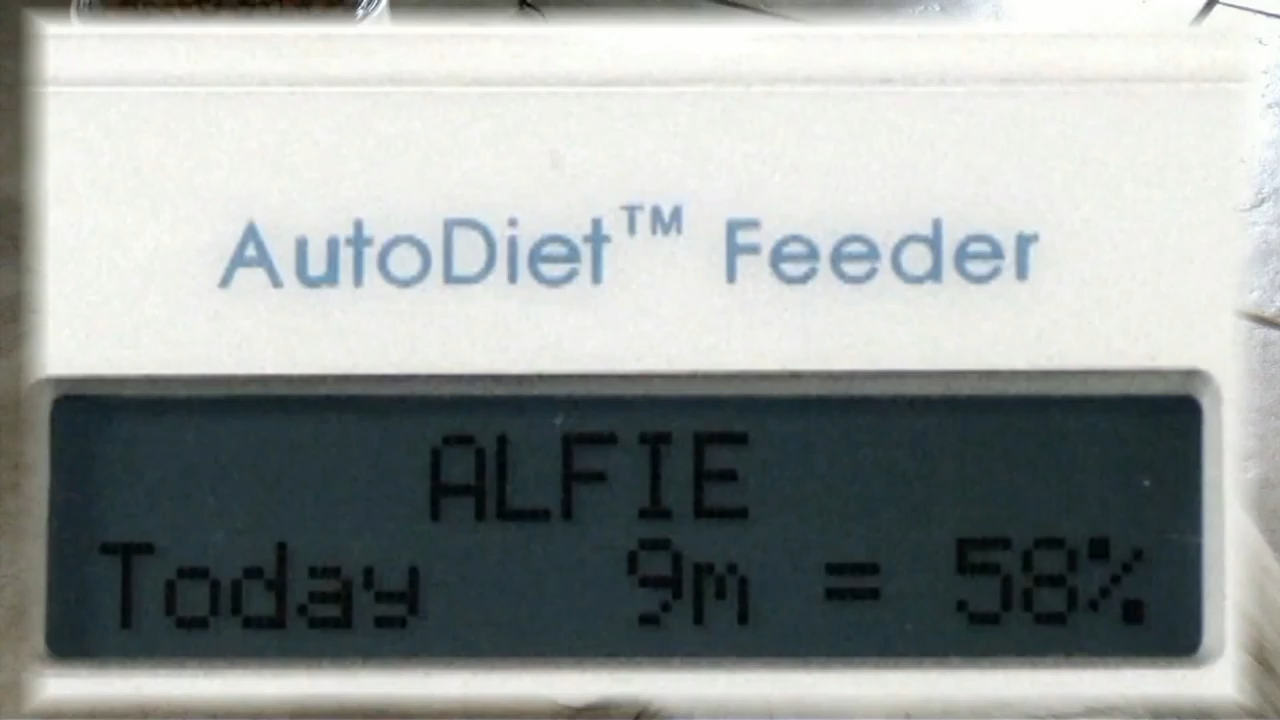 AutoDiet™ Feeder
ALFIE
Today 9m = 58%